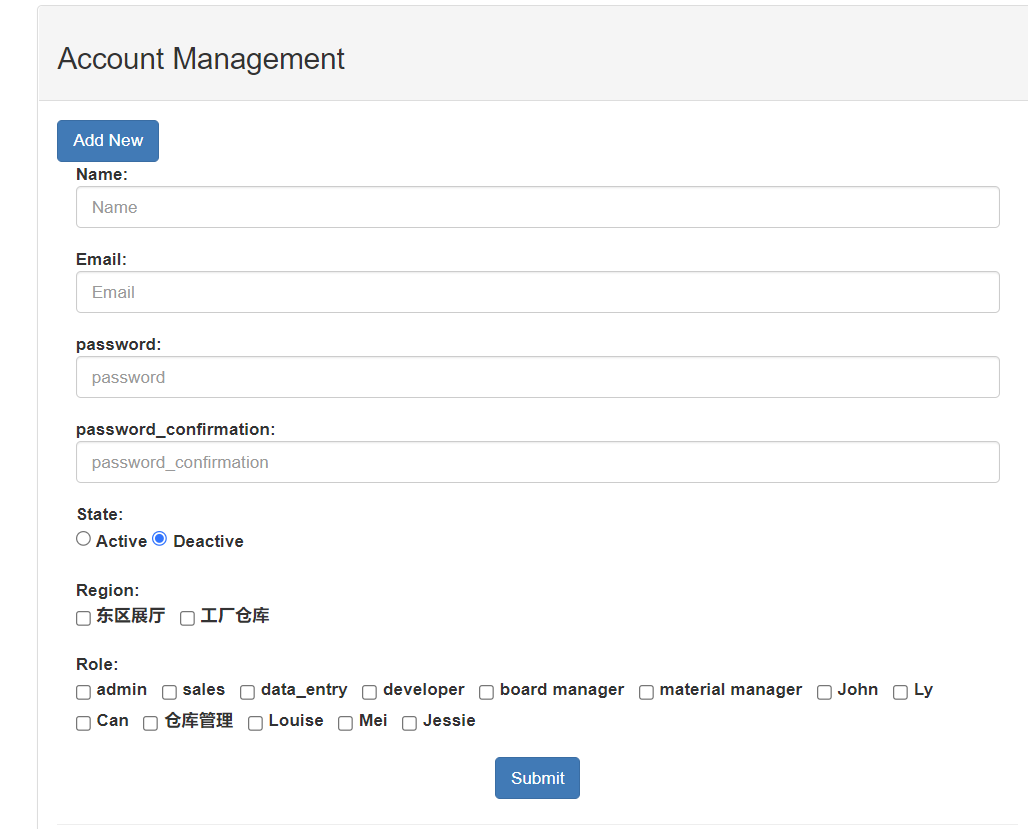 Account Management
Add New
Name:
Name
Email:
Email
password:
password
password_confirmation:
password_confirmation
State:
Active Deactive
Region:
东区展厅 工厂仓库
Role:
admin sales data_entry developer board manager material manager John Ly
Can 仓库管理 Louise Mei Jessie
Submit